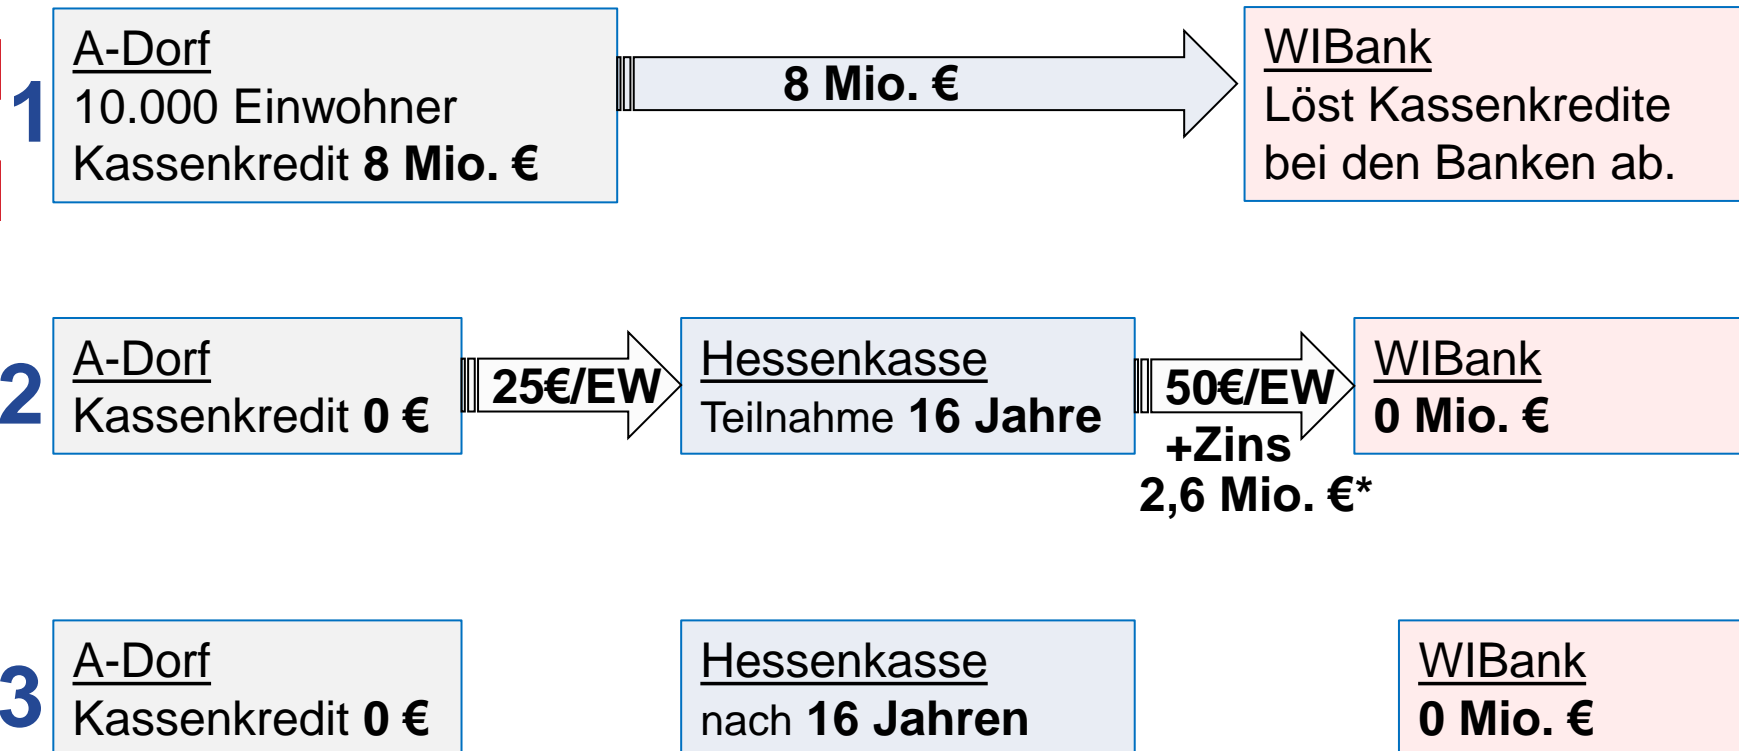 1
A-Dorf
10.000 Einwohner
Kassenkredit 8 Mio. €
8 Mio. €
WIBank
Löst Kassenkredite
bei den Banken ab.
2
A-Dorf
Kassenkredit 0 €
25€/EW
Hessenkasse
Teilnahme 16 Jahre
50€/EW
+Zins
2,6 Mio. €*
WIBank
0 Mio. €
3
A-Dorf
Kassenkredit 0 €
Hessenkasse
nach 16 Jahren
WIBank
0 Mio. €